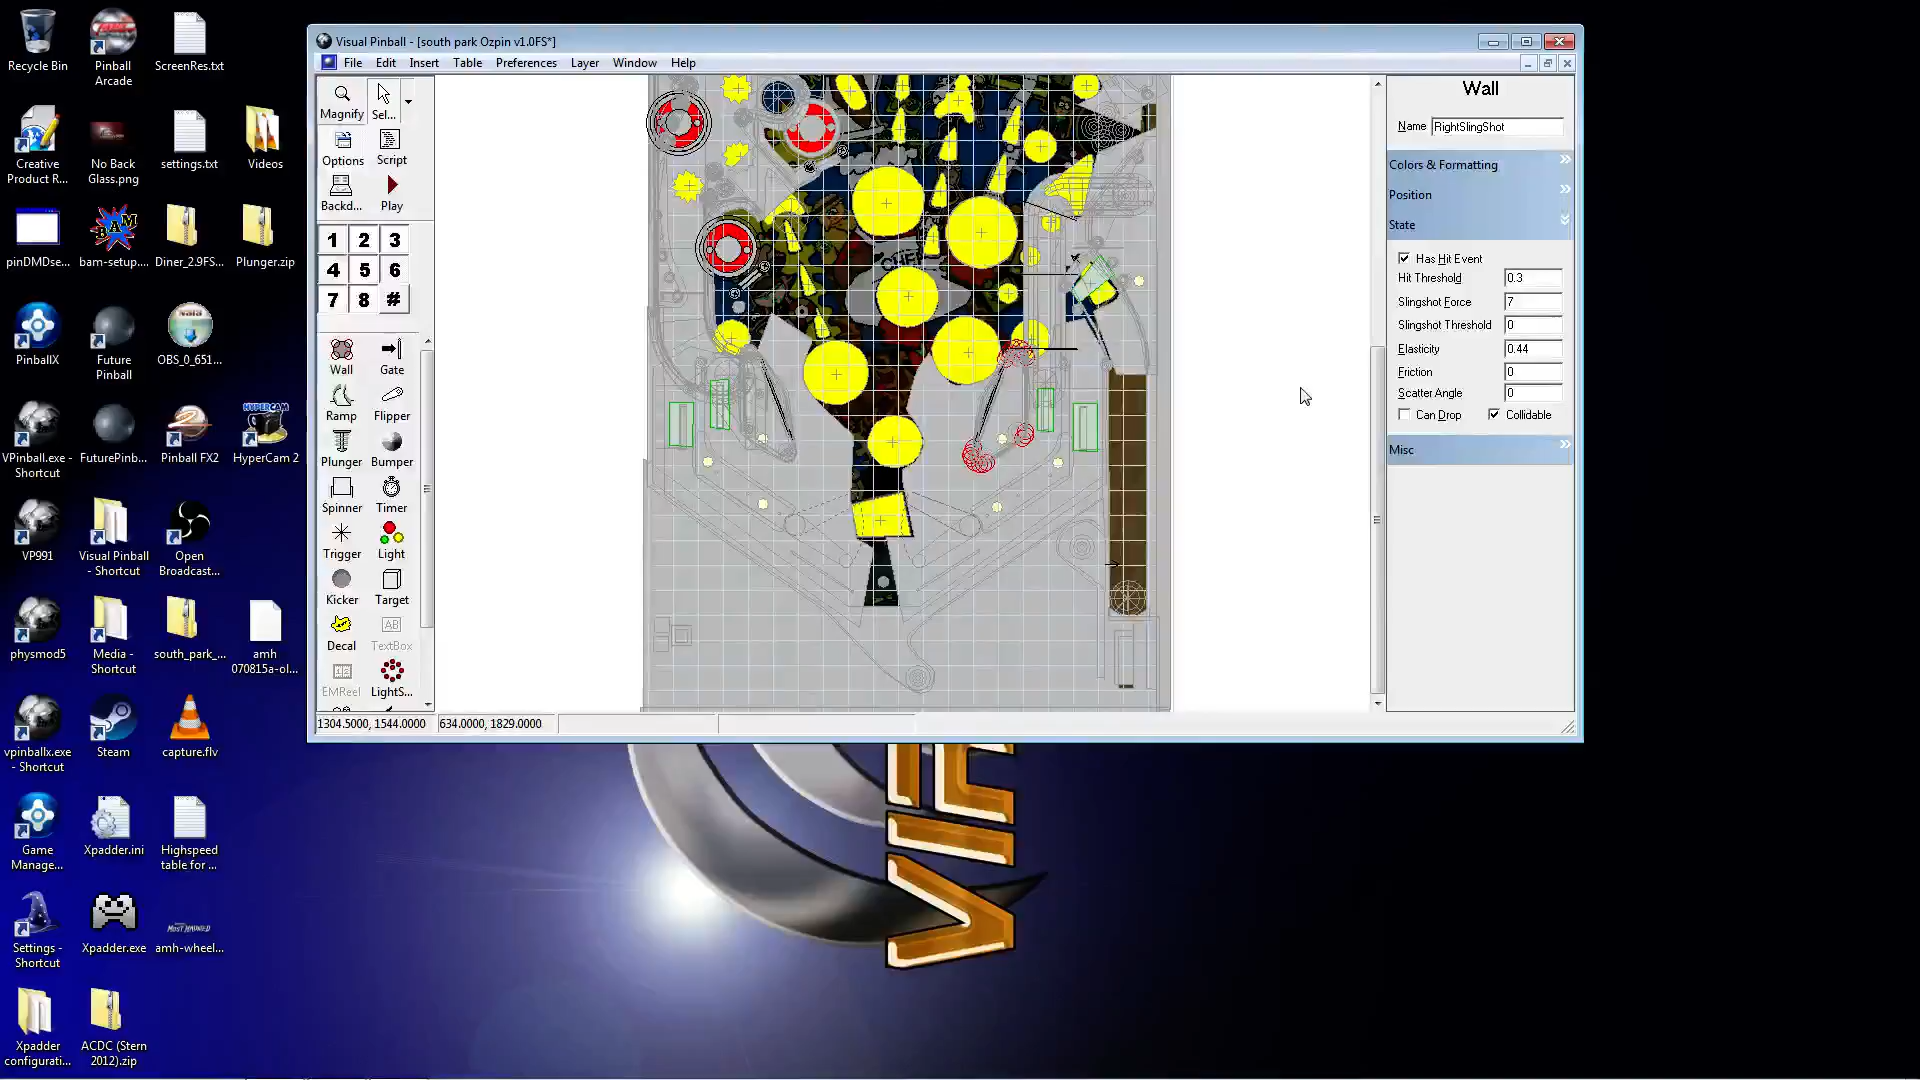 Recycle Bin
Pinball
Arcade
ScreenRes.txt
Creative
Product R...
No Back
Glass.png
settings.txt
Videos
pinDMDse...
bam-setup....
Diner_2.9FS...
Plunger.zip
PinballX
Future
Pinball
OBS_0_651...
VPinball.exe -
Shortcut
FuturePinb...
Pinball FX2
HyperCam 2
VP991
Visual Pinball
- Shortcut
Open
Broadcast...
physmod5
Media -
Shortcut
south_park_...
amh
070815a-ol...
vpinballx.exe
- Shortcut
Steam
capture.flv
Game
Manage...
Xpadder.ini
Highspeed
table for ...
Settings -
Shortcut
Xpadder.exe
amh-wheel...
Xpadder
configurati...
ACDC (Stern
2012).zip
BAM
HYPERCAM
Visual Pinball - [south park Ozpin v1.0FS*]
File Edit Insert Table Preferences Layer Window Help
Magnify Sel...
Options Script
Backd... Play
1 2 3
4 5 6
7 8 #
Wall Gate
Ramp Flipper
Plunger Bumper
Spinner Timer
Trigger Light
Kicker Target
Decal TextBox
EMReel LightS...
1304.5000, 1544.0000 634.0000, 1829.0000
Wall
Name RightSlingShot
Colors & Formatting
Position
State
Has Hit Event
Hit Threshold 0.3
Slingshot Force 7
Slingshot Threshold 0
Elasticity 0.44
Friction 0
Scatter Angle 0
Can Drop Collidable
Misc